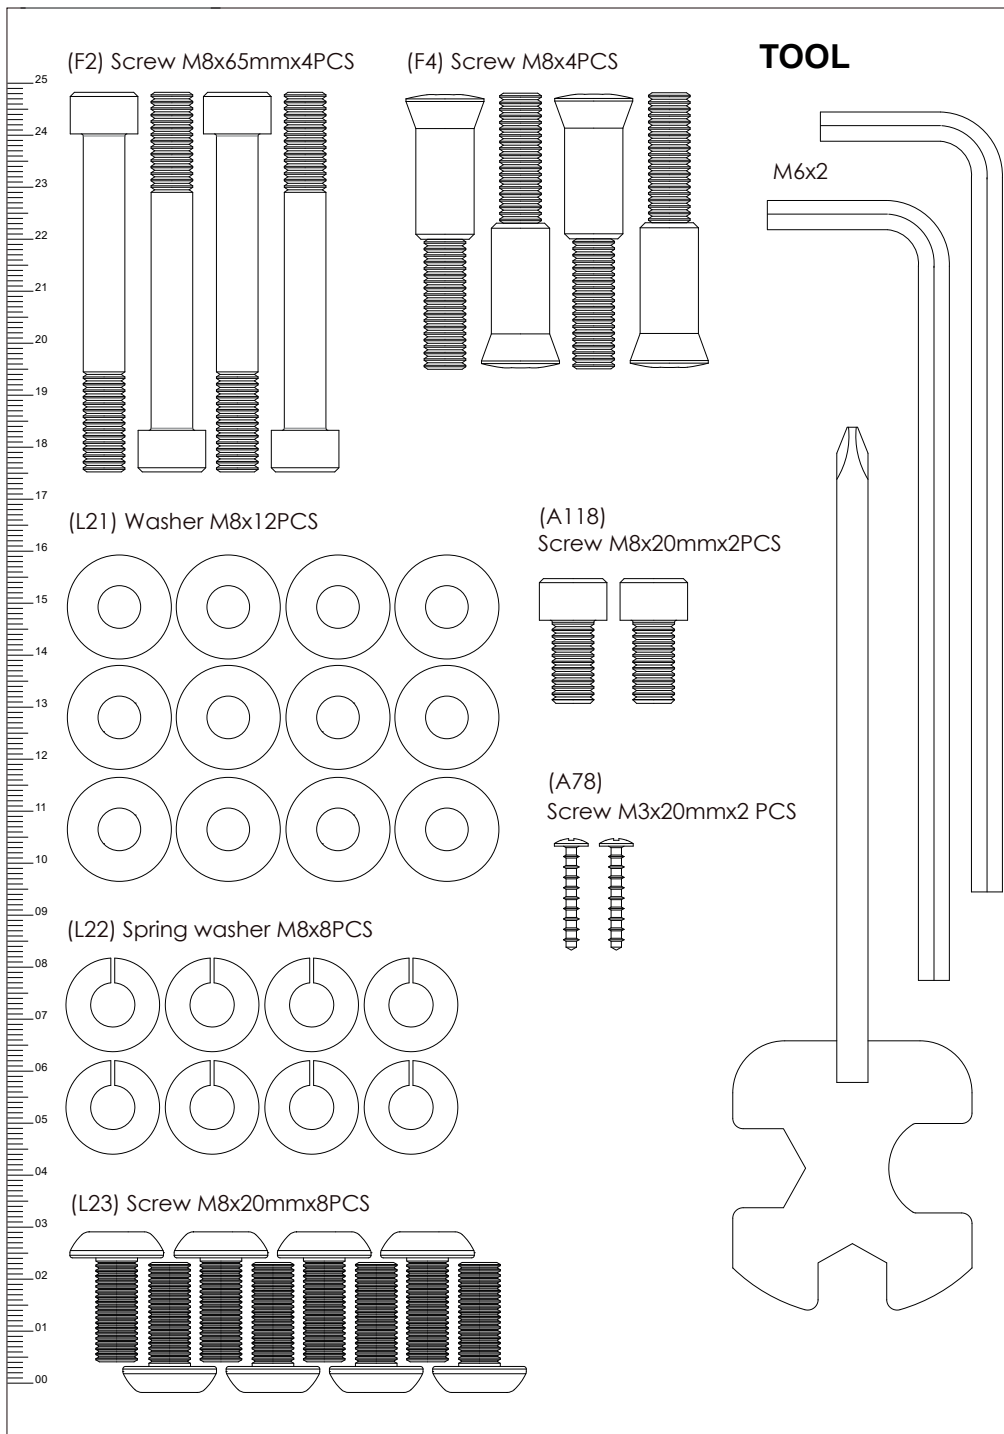 (F2) Screw M8x65mmx4PCS
(F4) Screw M8x4PCS
TOOL
M6x2
(L21) Washer M8x12PCS
(A118)
Screw M8x20mmx2PCS
(A78)
Screw M3x20mmx2 PCS
(L22) Spring washer M8x8PCS
(L23) Screw M8x20mmx8PCS
25
24
23
22
21
20
19
18
17
16
15
14
13
12
11
10
09
08
07
06
05
04
03
02
01
00